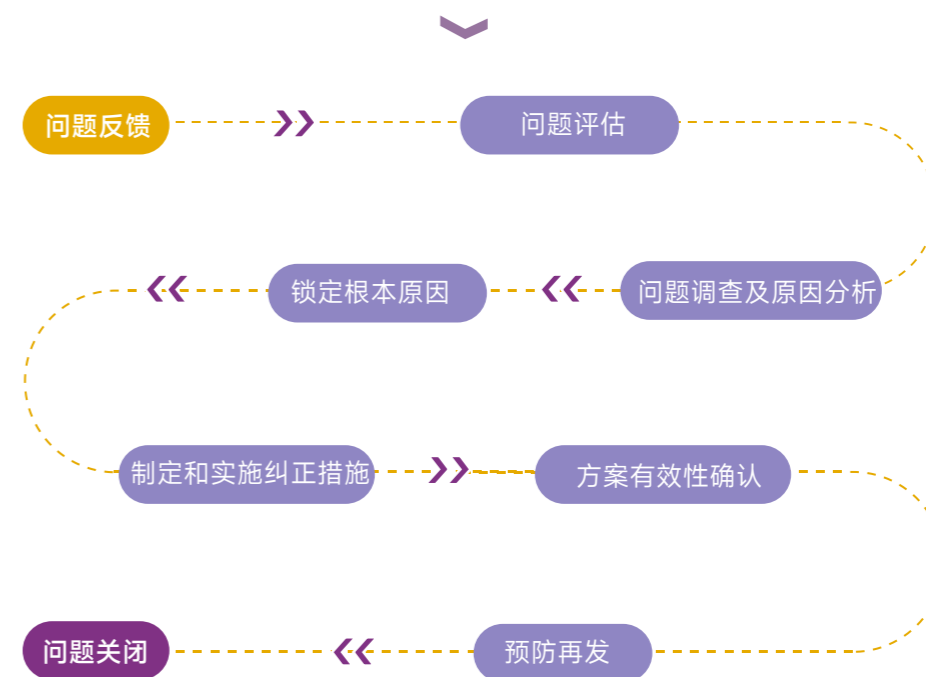 问题反馈
问题评估
问题调查及原因分析
锁定根本原因
制定和实施纠正措施
方案有效性确认
预防再发
问题关闭